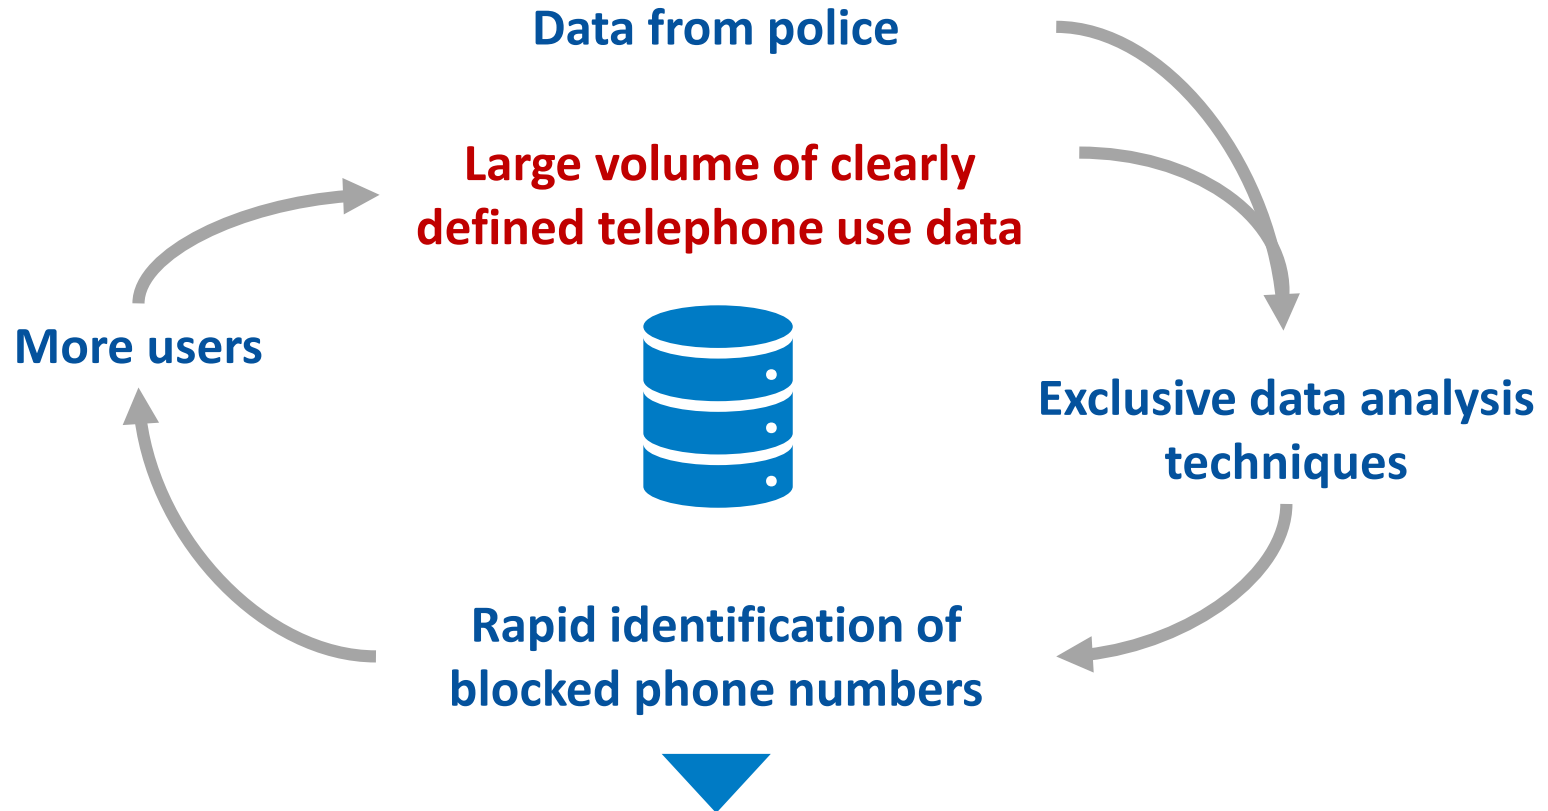 Data from police
Large volume of clearly
defined telephone use data
More users
Exclusive data analysis
techniques
Rapid identification of
blocked phone numbers